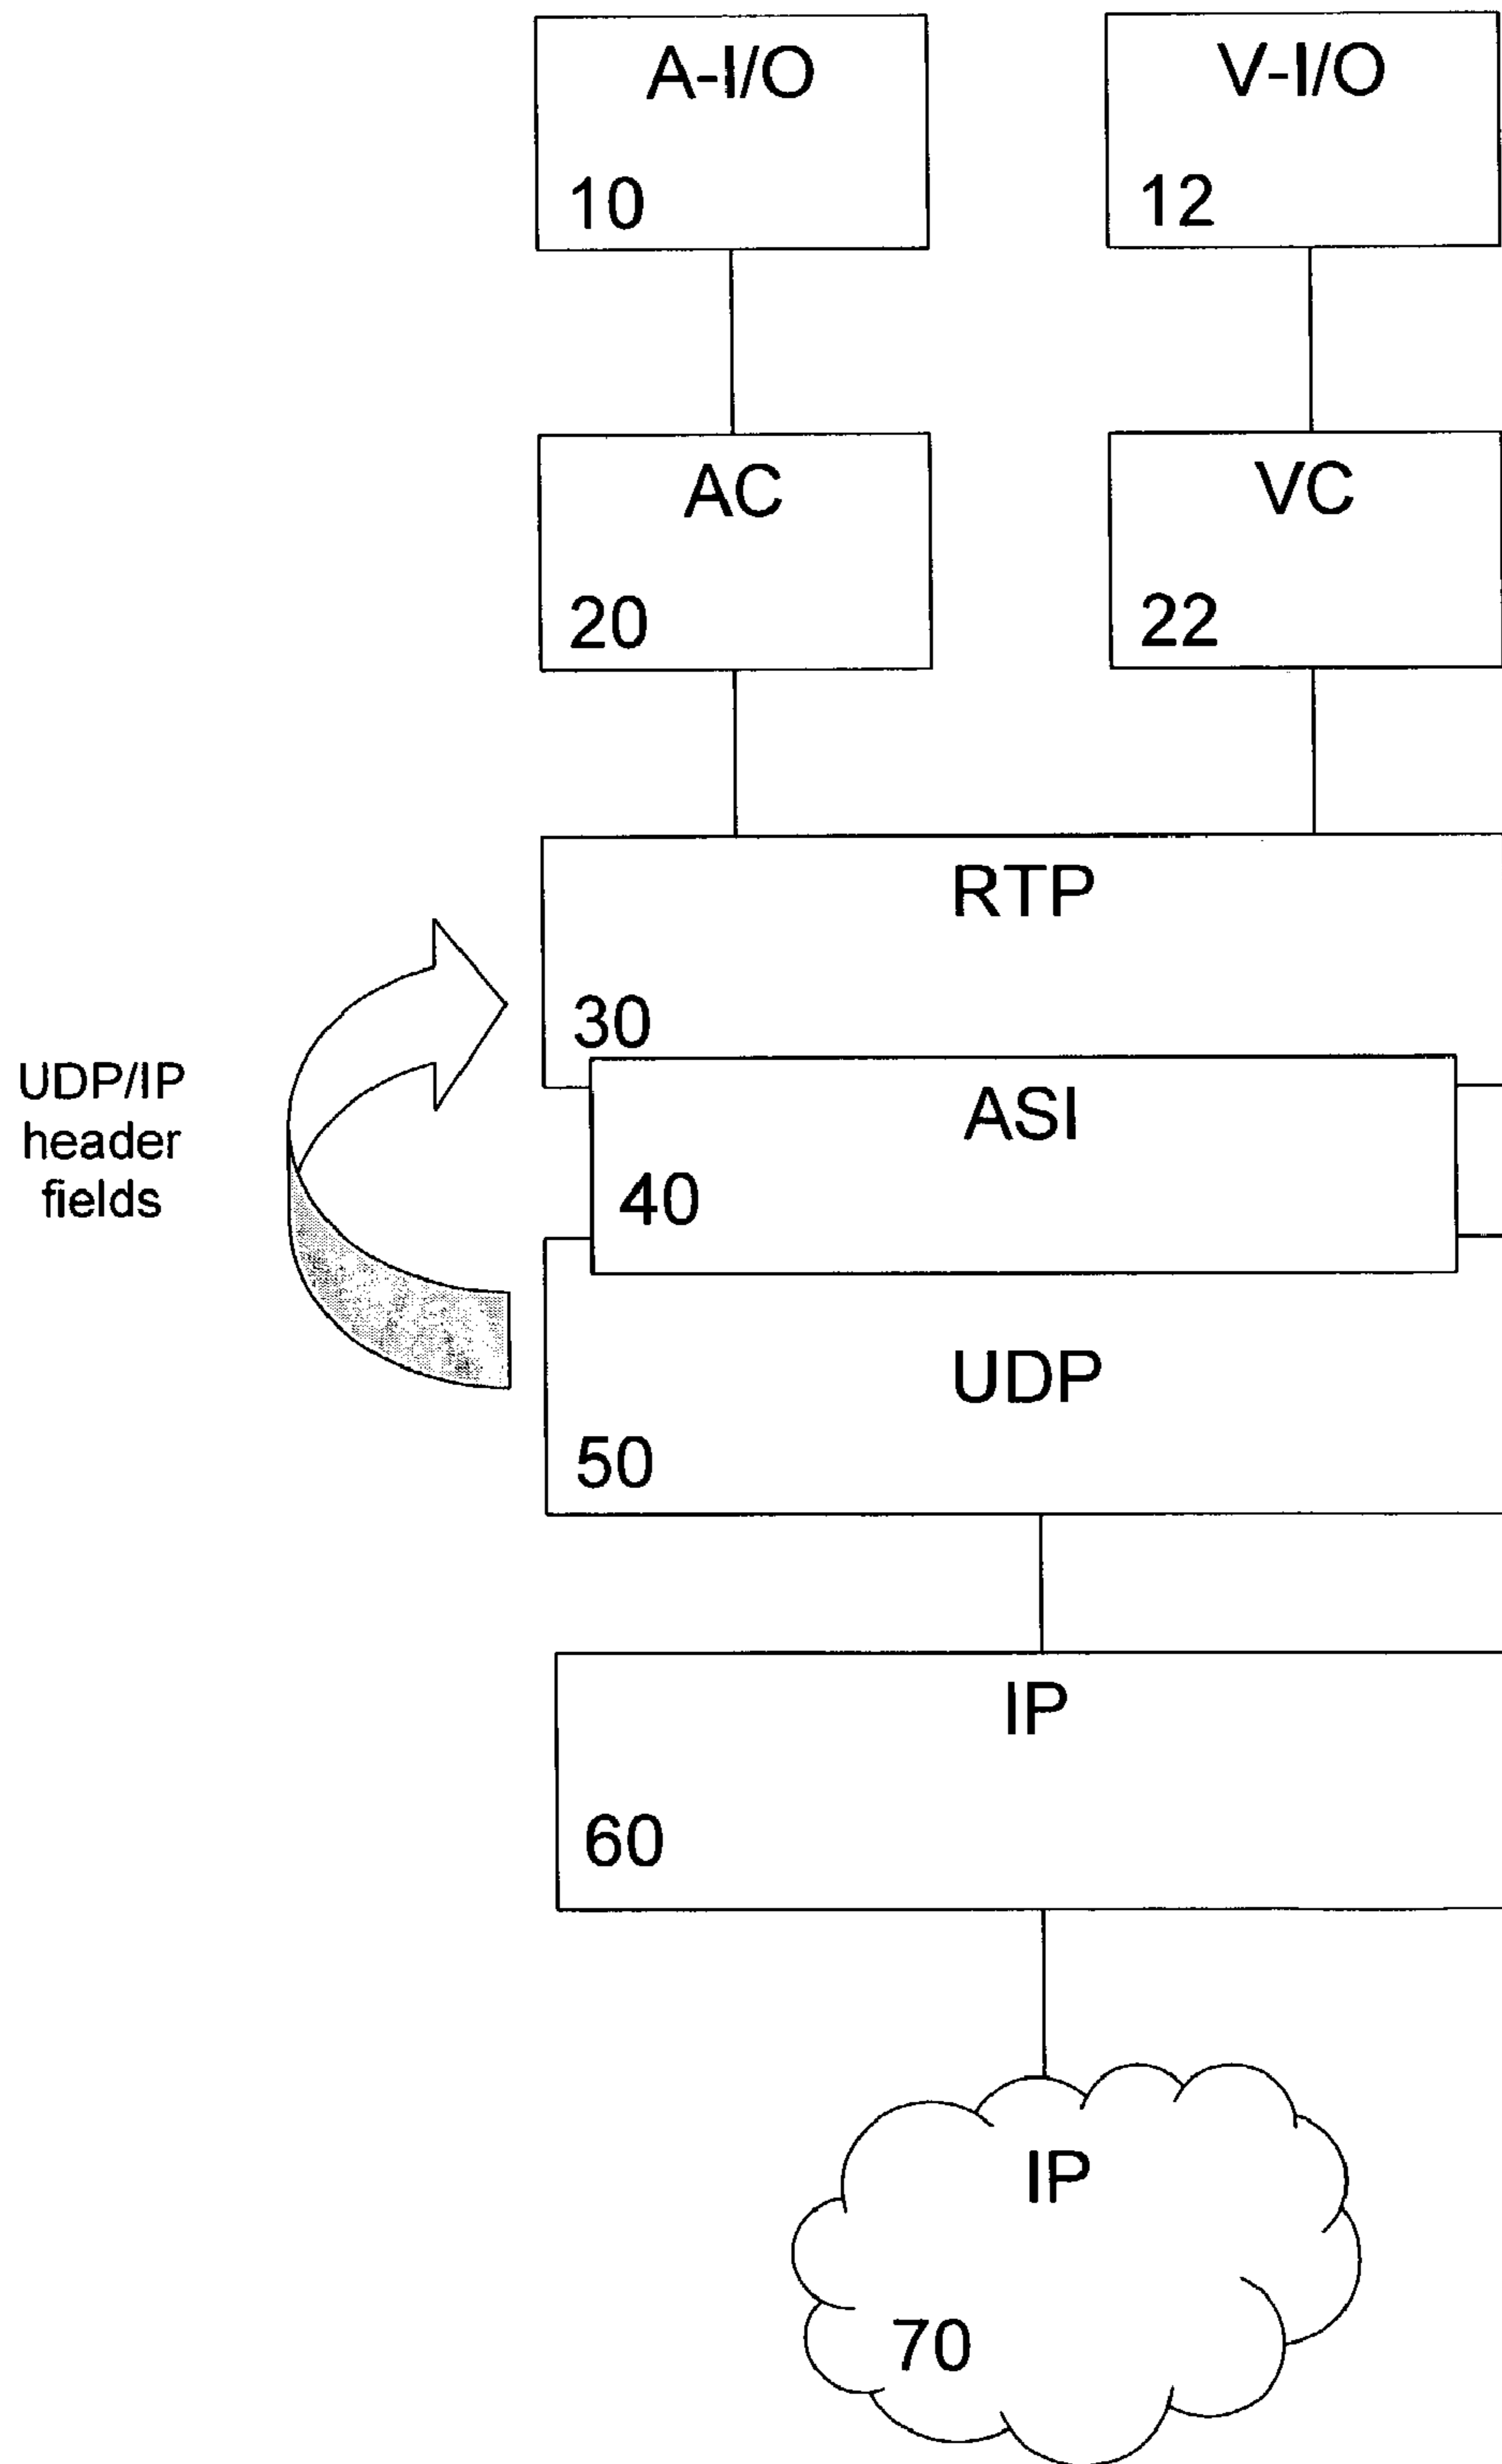 A-I/O
10
V-I/O
12
AC
20
VC
22
RTP
30
UDP/IP
header
fields
ASI
40
UDP
50
IP
60
IP
70